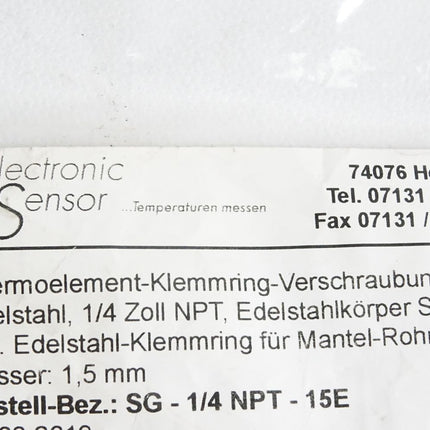 lectronic
Sensor ...Temperaturen messen
74076 He
Tel. 07131
Fax 07131 /
ermoelement-Klemmring-Verschraubun
elstahl, 1/4 Zoll NPT, Edelstahlkörper S
. Edelstahl-Klemmring für Mantel-Rohr
sser: 1,5 mm
stell-Bez.: SG - 1/4 NPT - 15E